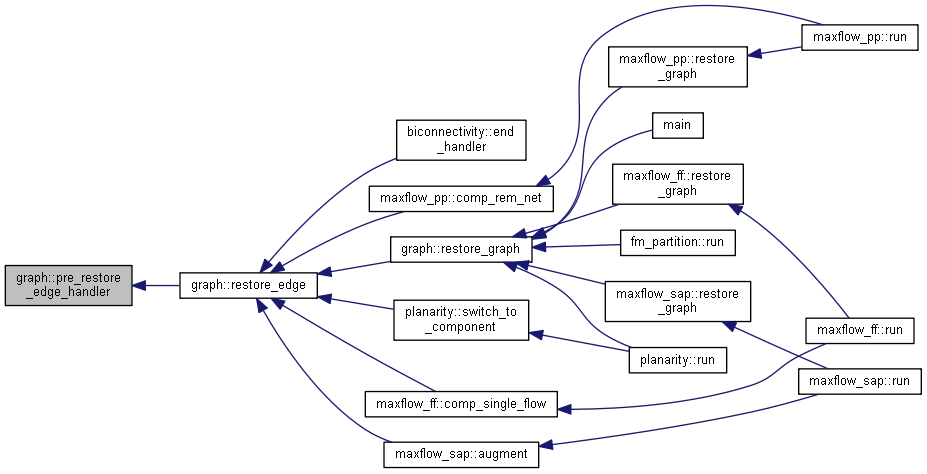 maxflow_pp::run
maxflow_pp::restore
_graph
main
biconnectivity::end
_handler
maxflow_ff::restore
_graph
maxflow_pp::comp_rem_net
graph::restore_graph
fm_partition::run
graph::pre_restore
_edge_handler
graph::restore_edge
maxflow_sap::restore
_graph
planarity::switch_to
_component
maxflow_ff::run
planarity::run
maxflow_sap::run
maxflow_ff::comp_single_flow
maxflow_sap::augment